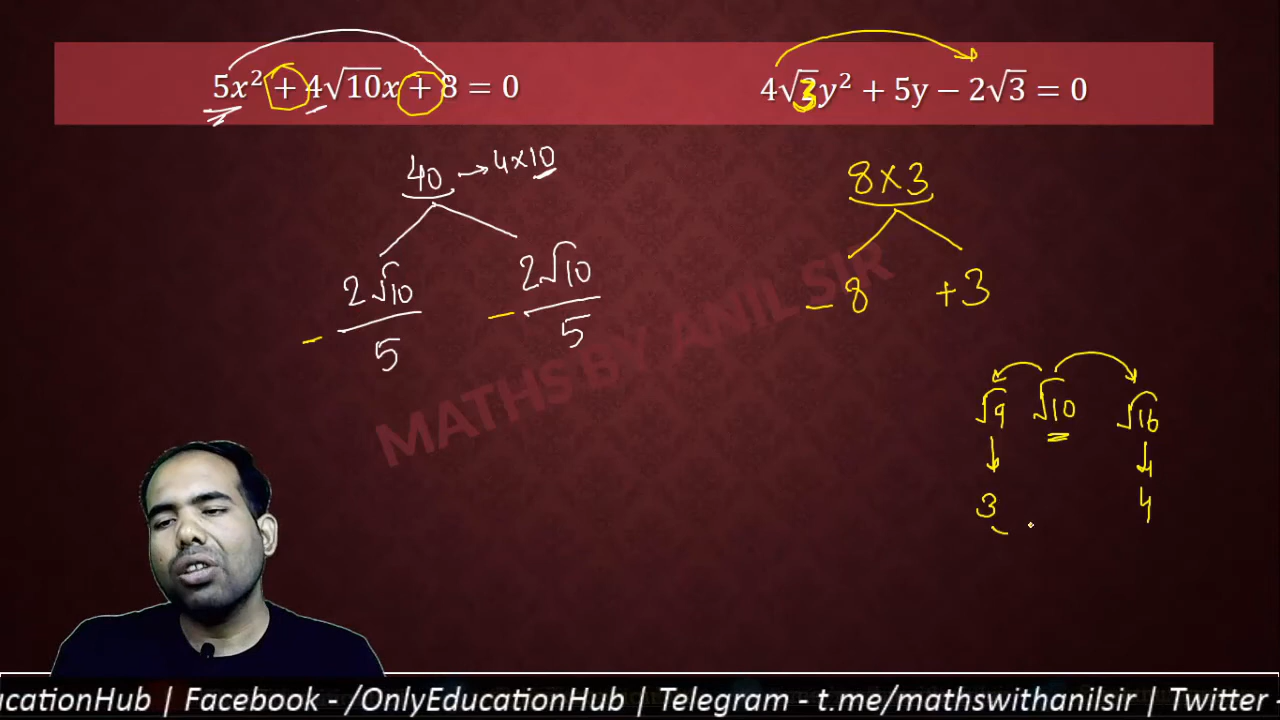 5x² + 4√10x + 8 = 0
4√3y² + 5y − 2√3 = 0
40 → 4×10
8×3
2√10
5
2√10
5
−
−
−8 +3
MATHS BY ANIL SIR
√9 √10 √16
3 4
ucationHub | Facebook - /OnlyEducationHub | Telegram - t.me/mathswithanilsir | Twitter